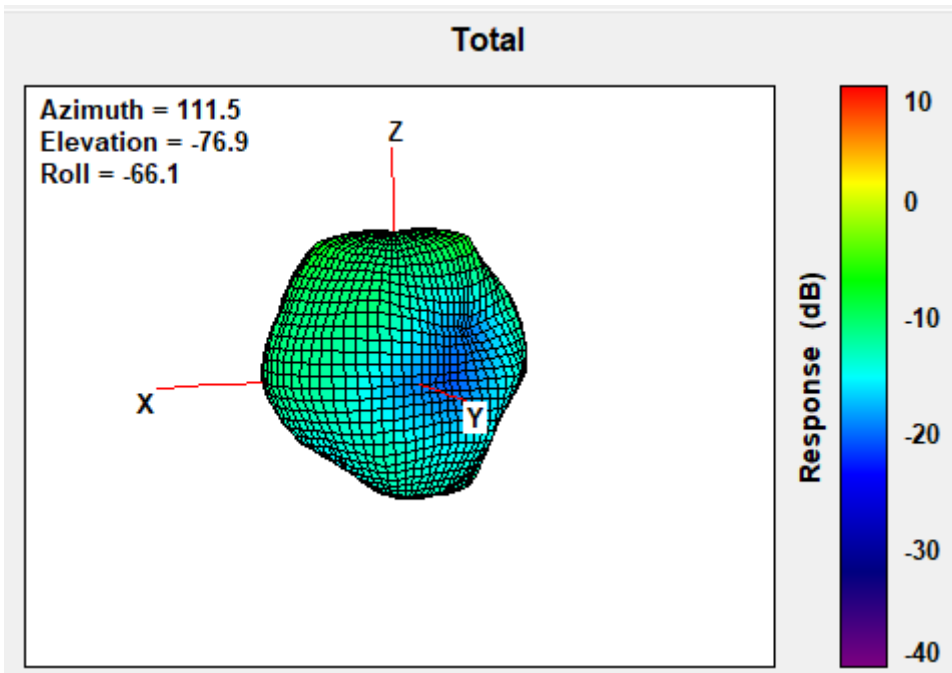 Total
Azimuth = 111.5
Elevation = -76.9
Roll = -66.1
Z
X
Y
10
0
-10
-20
-30
-40
Response (dB)